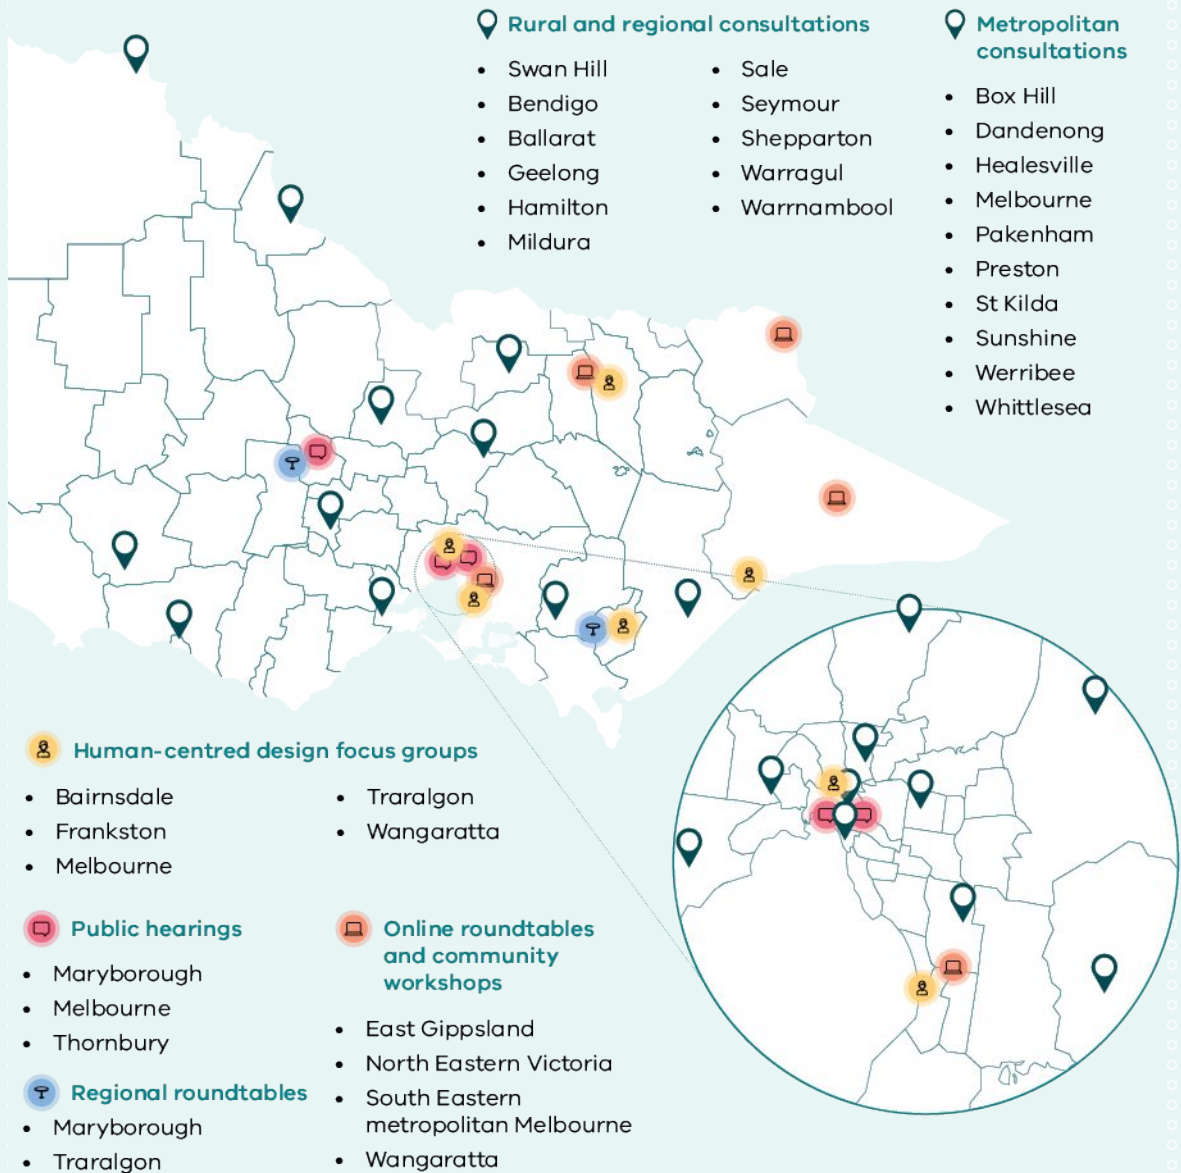 Rural and regional consultations
Swan Hill
Bendigo
Ballarat
Geelong
Hamilton
Mildura
Sale
Seymour
Shepparton
Warragul
Warrnambool
Metropolitan
consultations
Box Hill
Dandenong
Healesville
Melbourne
Pakenham
Preston
St Kilda
Sunshine
Werribee
Whittlesea
Human-centred design focus groups
Bairnsdale
Frankston
Melbourne
Traralgon
Wangaratta
Public hearings
Maryborough
Melbourne
Thornbury
Regional roundtables
Maryborough
Traralgon
Online roundtables
and community
workshops
East Gippsland
North Eastern Victoria
South Eastern
metropolitan Melbourne
Wangaratta